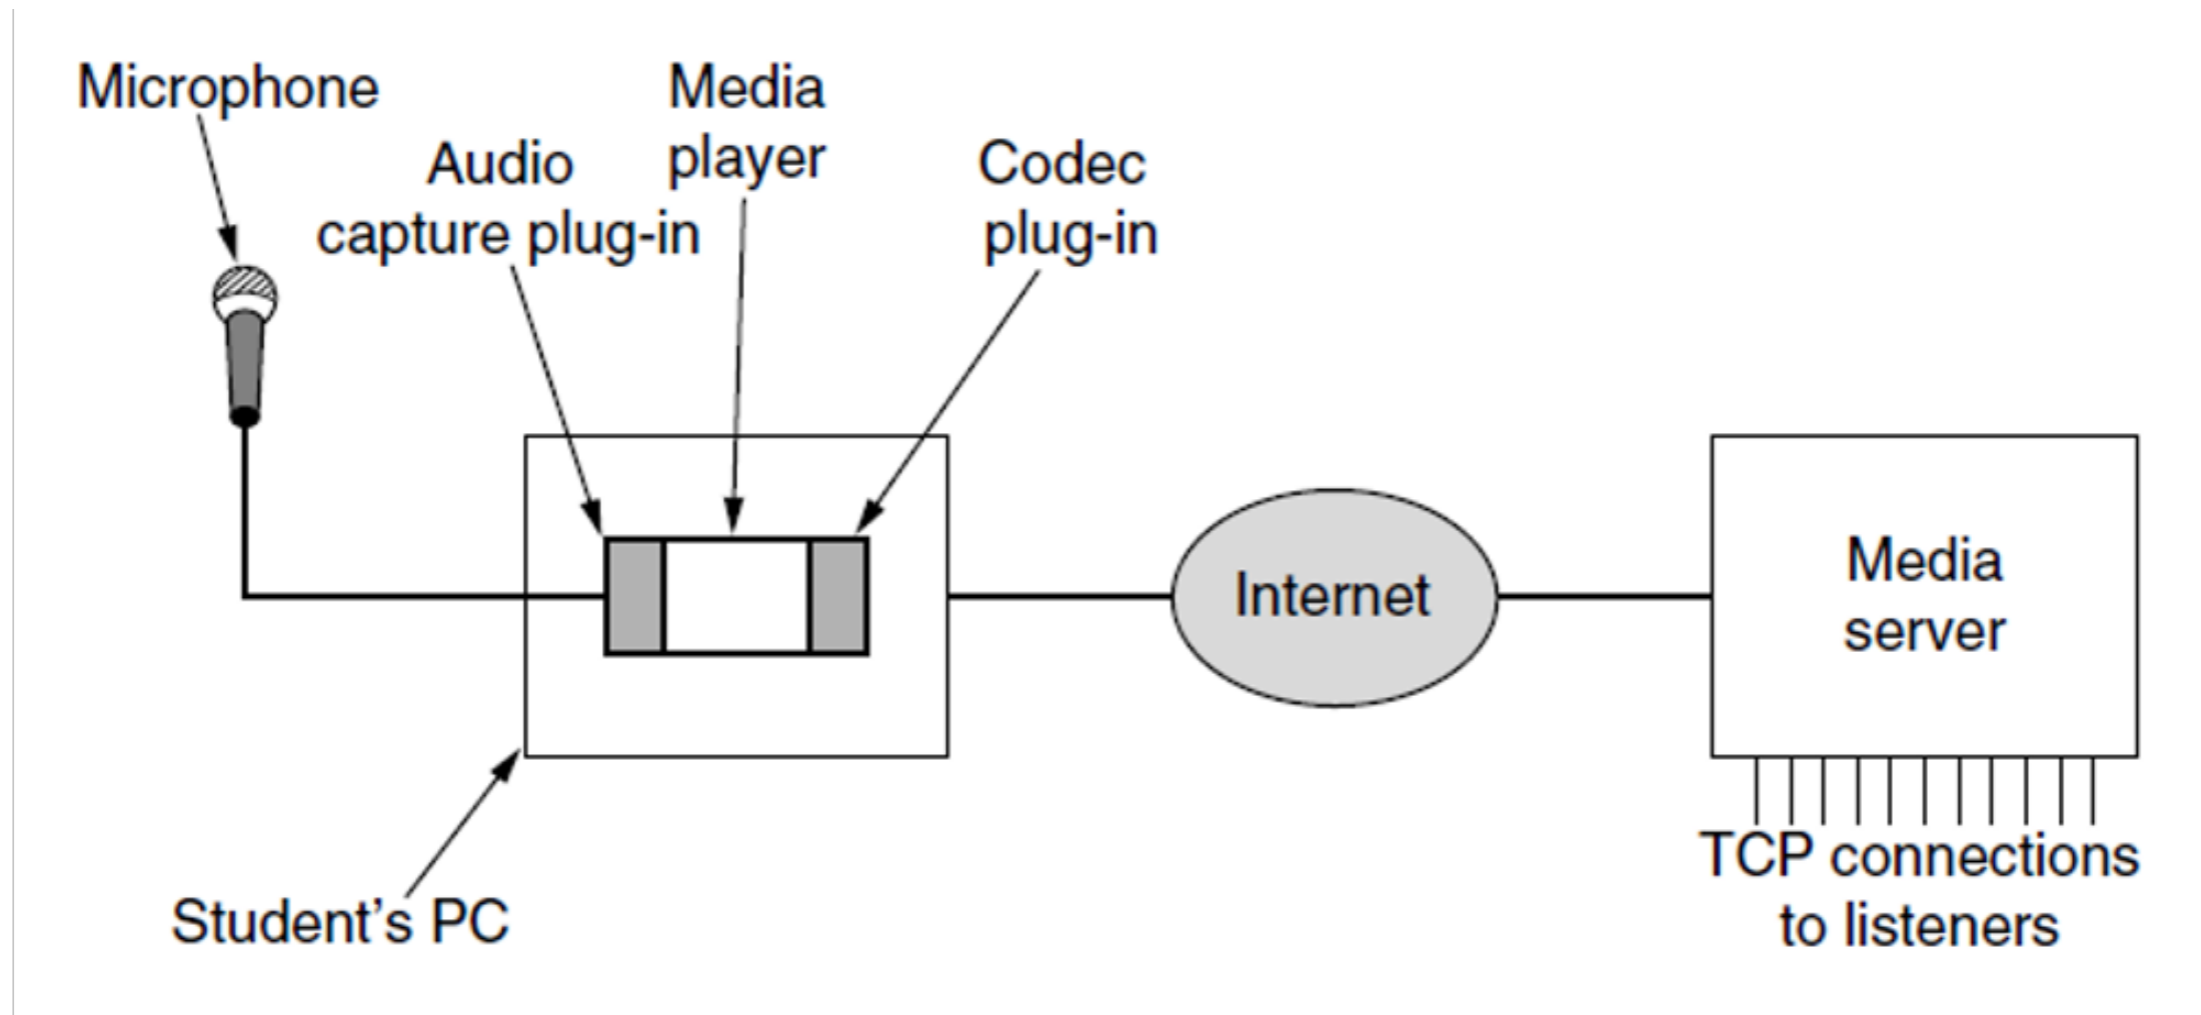 Microphone
Audio
capture plug-in
Media
player
Codec
plug-in
Internet
Media
server
TCP connections
to listeners
Student’s PC